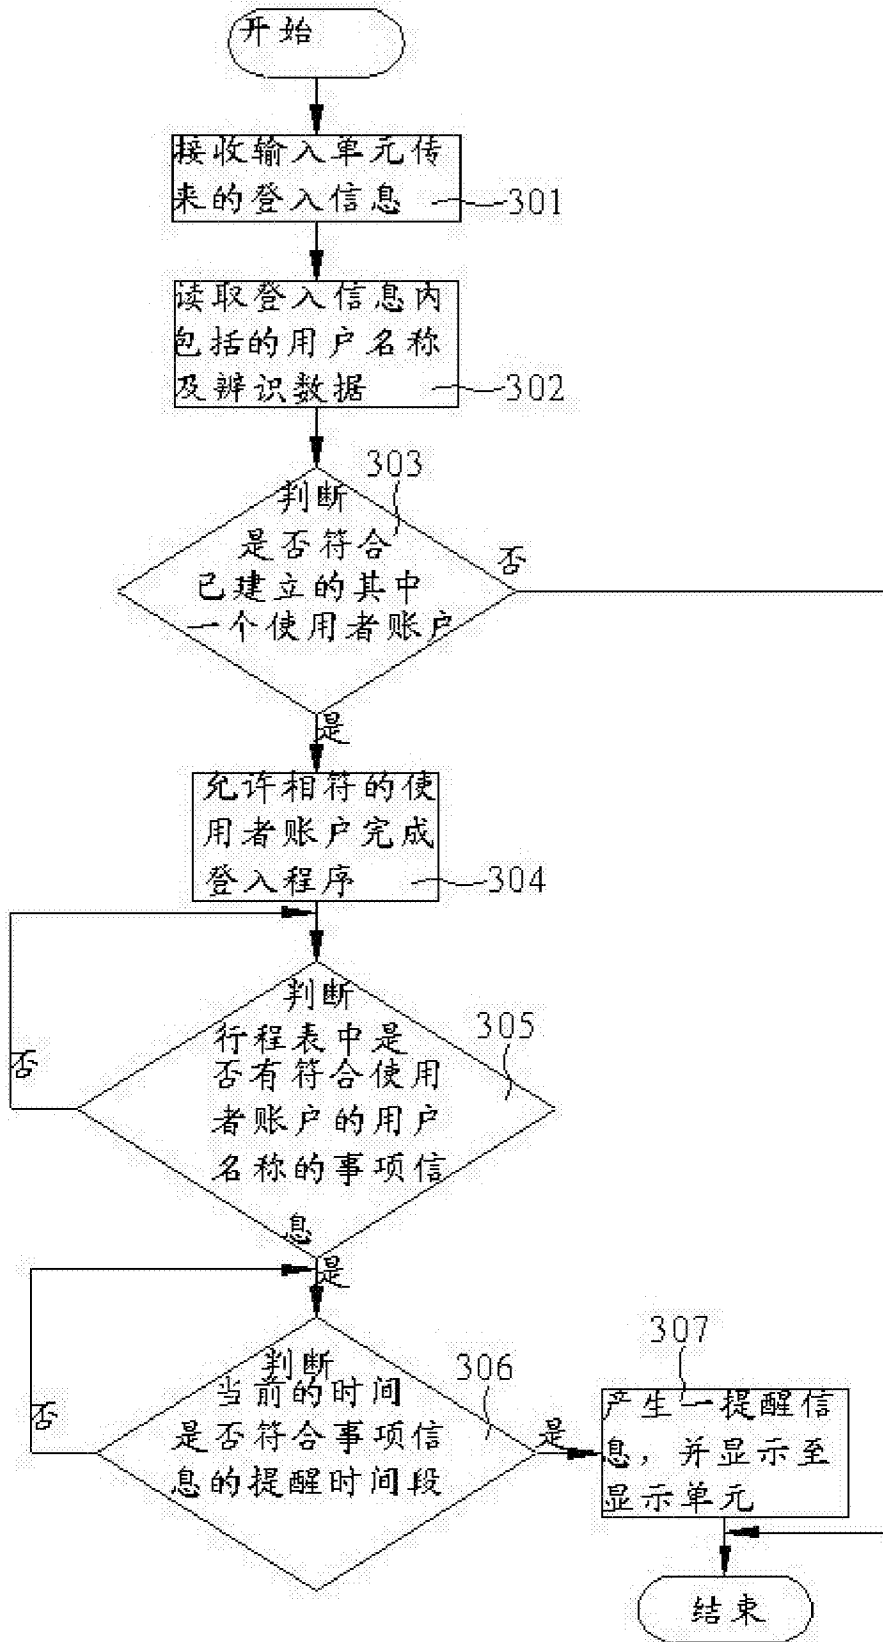 开始
接收输入单元传
来的登入信息
301
读取登入信息内
包括的用户名称
及辨识数据
302
303
判断
是否符合
已建立的其中
一个使用者账户
否
是
允许相符的使
用者账户完成
登入程序
304
判断
行程表中是
否有符合使用
者账户的用户
名称的事项信
息
305
否
是
判断
当前的时间
是否符合事项信
息的提醒时间段
306
否
是
307
产生一提醒信
息，并显示至
显示单元
结束